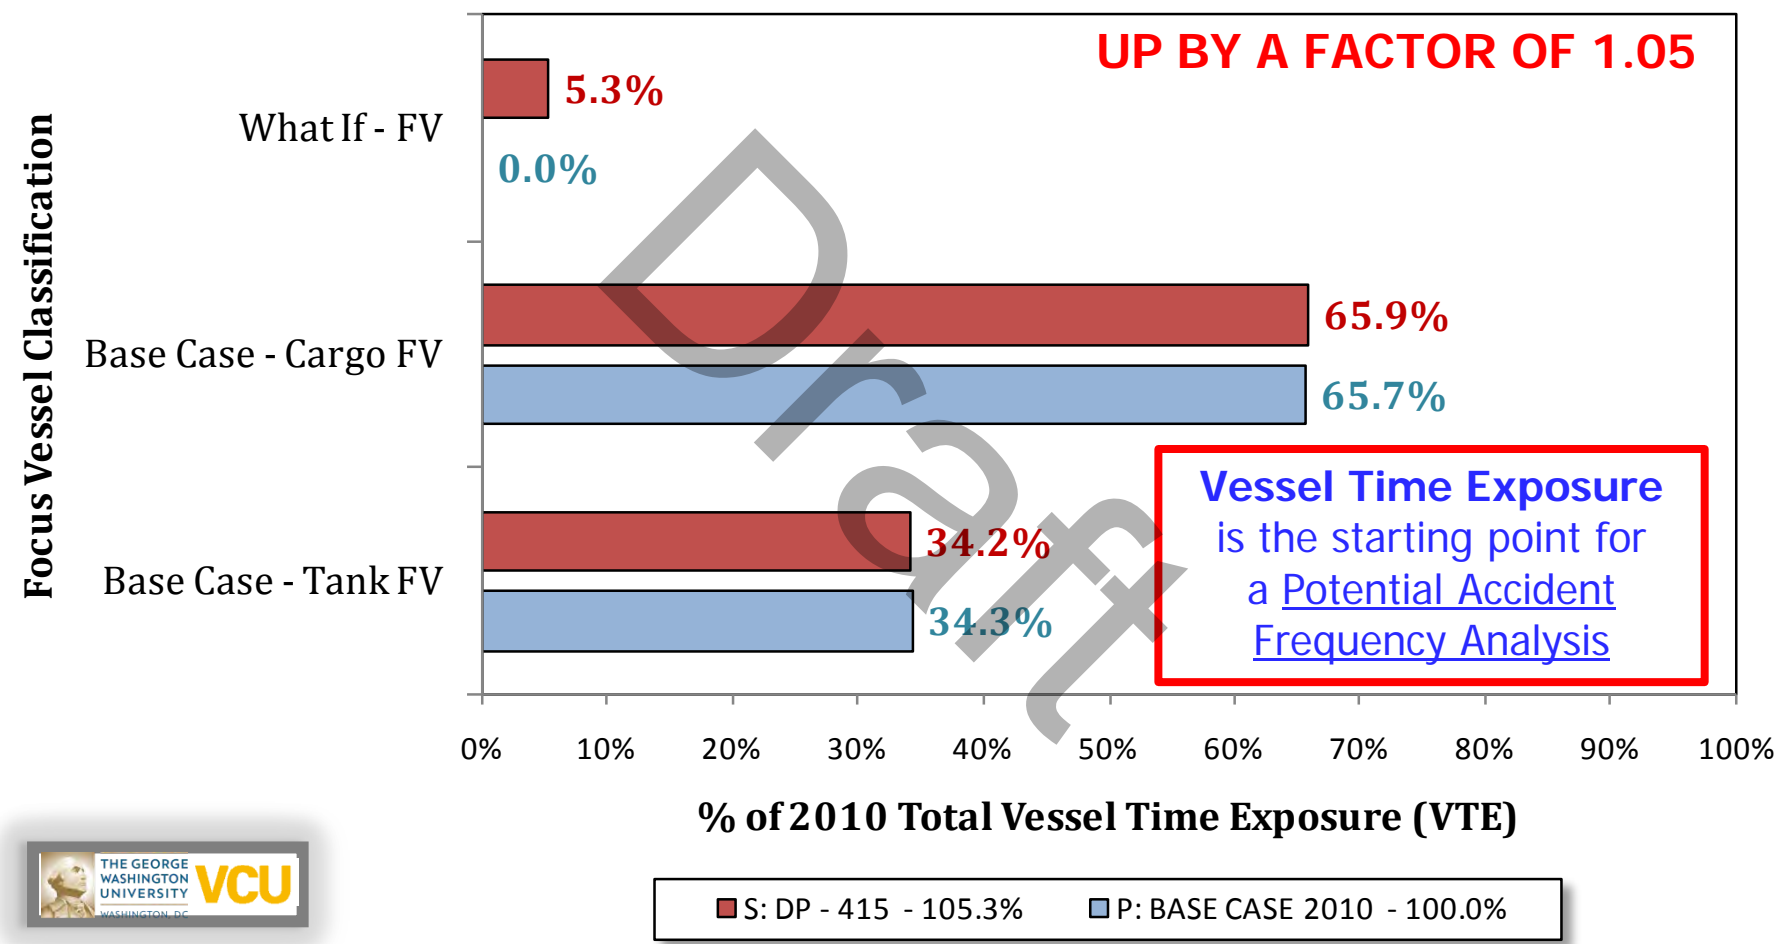 UP BY A FACTOR OF 1.05
Focus Vessel Classification
What If - FV
5.3%
0.0%
Base Case - Cargo FV
65.9%
65.7%
Base Case - Tank FV
34.2%
34.3%
Vessel Time Exposure
is the starting point for
a Potential Accident
Frequency Analysis
Draft
0% 10% 20% 30% 40% 50% 60% 70% 80% 90% 100%
% of 2010 Total Vessel Time Exposure (VTE)
THE GEORGE
WASHINGTON
UNIVERSITY
WASHINGTON, DC
VCU
S: DP - 415 - 105.3% P: BASE CASE 2010 - 100.0%